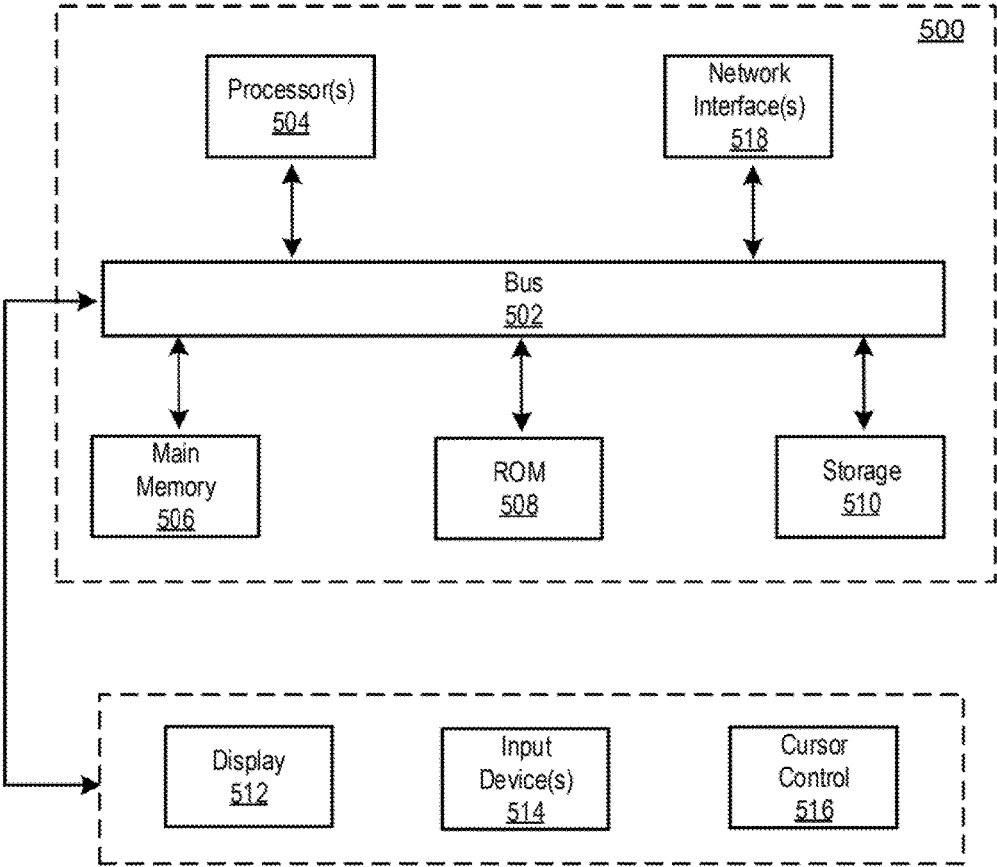 500
Processor(s)
504
Network
Interface(s)
518
Bus
502
Main
Memory
506
ROM
508
Storage
510
Display
512
Input
Device(s)
514
Cursor
Control
516